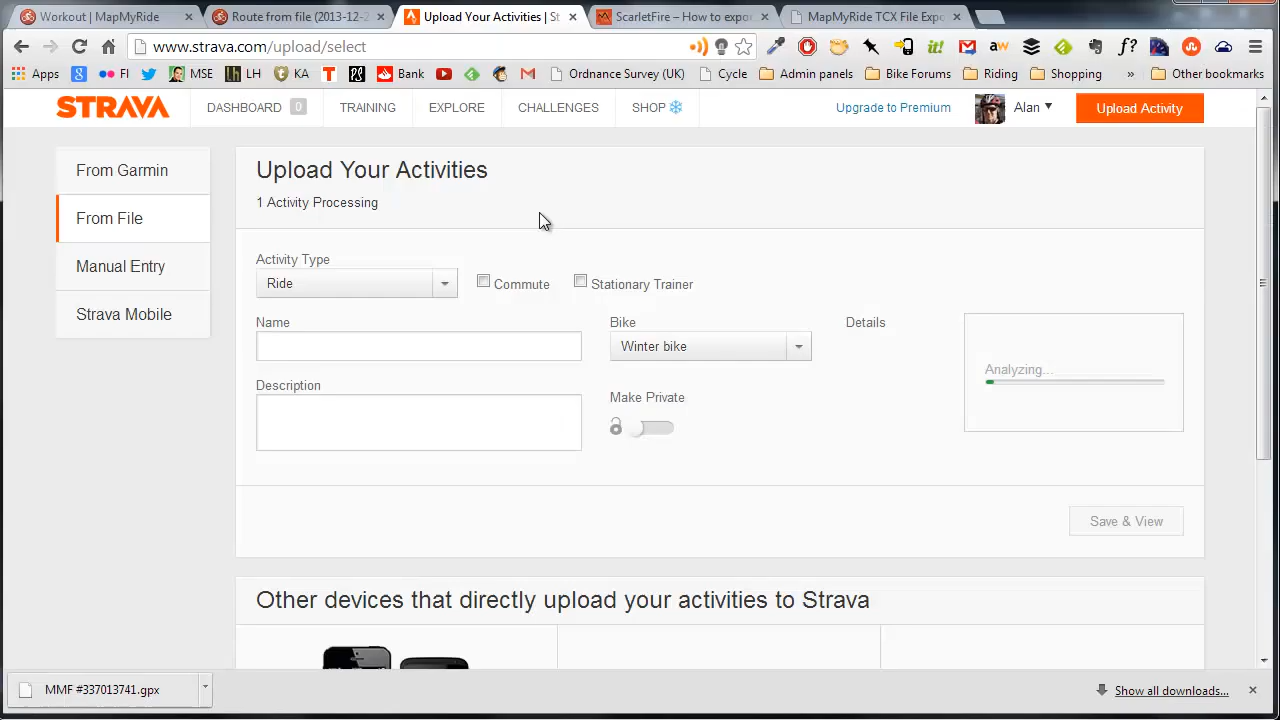 Workout / MapMyRide
Route from file (2013-12-2
Upload Your Activities | St
ScarletFire – How to expo
MapMyRide TCX File Expo
www.strava.com/upload/select
Apps FI MSE LH KA Bank Ordnance Survey (UK) Cycle Admin panels Bike Forums Riding Shopping » Other bookmarks
STRAVA DASHBOARD 0 TRAINING EXPLORE CHALLENGES SHOP Upgrade to Premium Alan Upload Activity
From Garmin
From File
Manual Entry
Strava Mobile
Upload Your Activities
1 Activity Processing
Activity Type
Ride Commute Stationary Trainer
Name Bike Details
Winter bike
Analyzing...
Description Make Private
Save & View
Other devices that directly upload your activities to Strava
MMF #337013741.gpx Show all downloads...